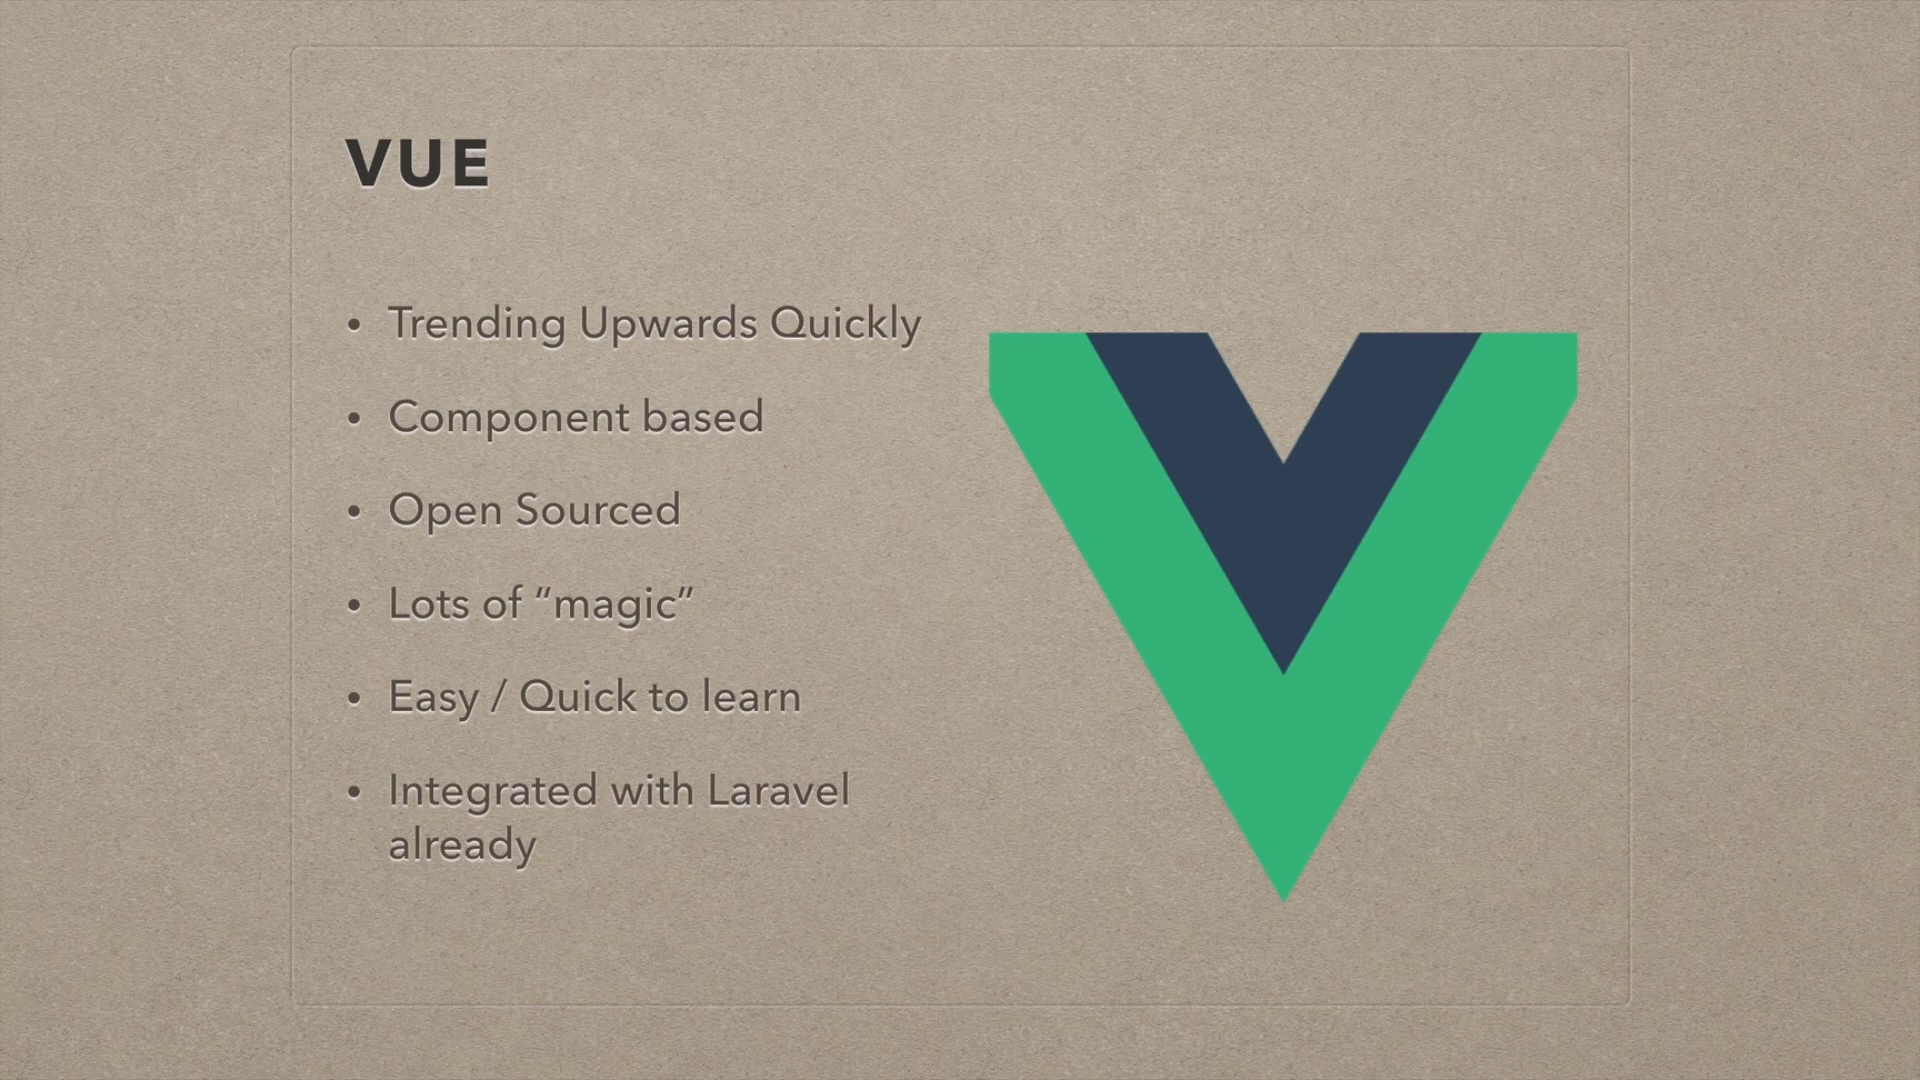 VUE
• Trending Upwards Quickly
• Component based
• Open Sourced
• Lots of “magic”
• Easy / Quick to learn
• Integrated with Laravel
already